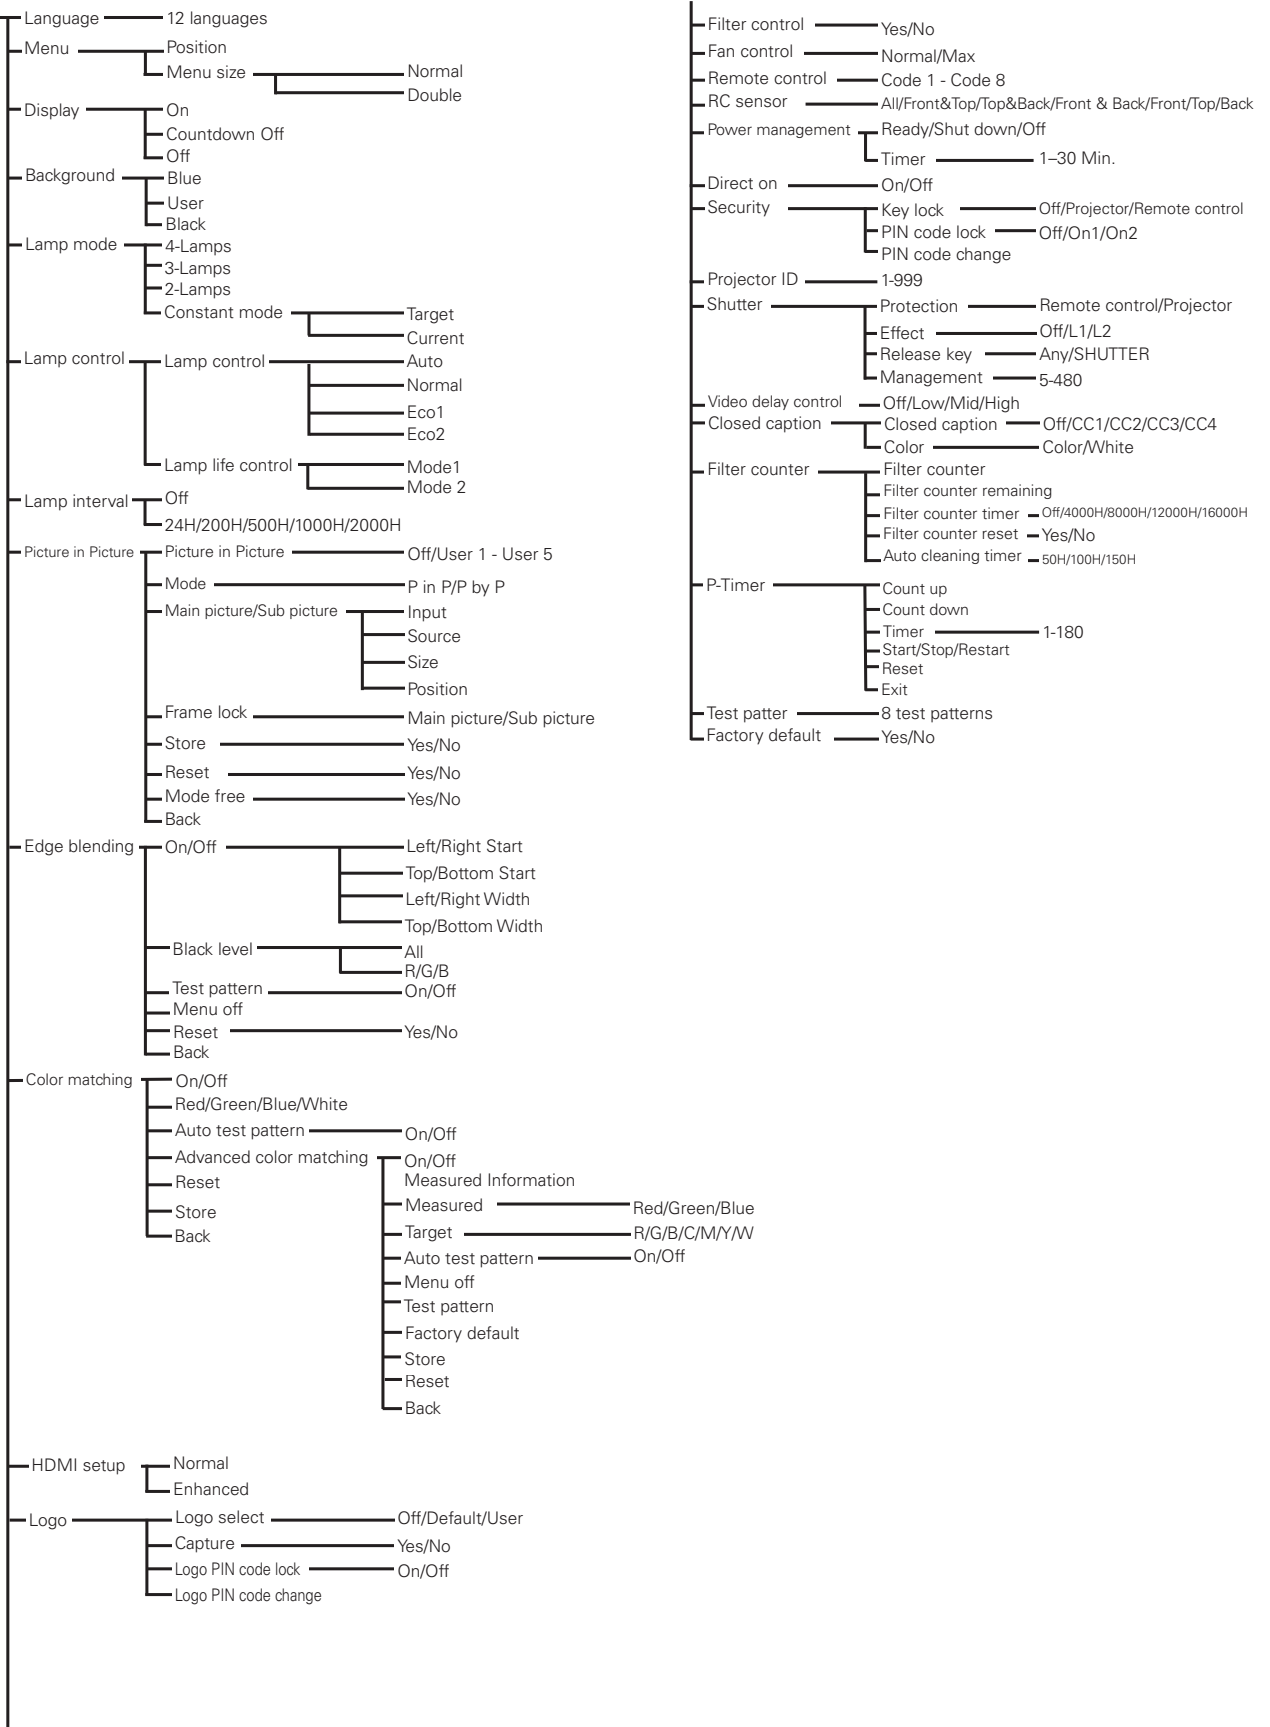 Language 12 languages
Menu Position
Menu size Normal
Double
Display On
Countdown Off
Off
Background Blue
User
Black
Lamp mode 4-Lamps
3-Lamps
2-Lamps
Constant mode Target
Current
Lamp control Lamp control Auto
Normal
Eco1
Eco2
Lamp life control Mode1
Mode 2
Lamp interval Off
24H/200H/500H/1000H/2000H
Picture in Picture Picture in Picture Off/User 1 - User 5
Mode P in P/P by P
Main picture/Sub picture Input
Source
Size
Position
Frame lock Main picture/Sub picture
Store Yes/No
Reset Yes/No
Mode free Yes/No
Back
Edge blending On/Off Left/Right Start
Top/Bottom Start
Left/Right Width
Top/Bottom Width
Black level All
R/G/B
Test pattern On/Off
Menu off
Reset Yes/No
Back
Color matching On/Off
Red/Green/Blue/White
Auto test pattern On/Off
Advanced color matching On/Off
Measured Information
Reset
Measured Red/Green/Blue
Store
Target R/G/B/C/M/Y/W
Back
Auto test pattern On/Off
Menu off
Test pattern
Factory default
Store
Reset
Back
HDMI setup Normal
Enhanced
Logo Logo select Off/Default/User
Capture Yes/No
Logo PIN code lock On/Off
Logo PIN code change
Filter control Yes/No
Fan control Normal/Max
Remote control Code 1 - Code 8
RC sensor All/Front&Top/Top&Back/Front & Back/Front/Top/Back
Power management Ready/Shut down/Off
Timer 1–30 Min.
Direct on On/Off
Security Key lock Off/Projector/Remote control
PIN code lock Off/On1/On2
PIN code change
Projector ID 1-999
Shutter Protection Remote control/Projector
Effect Off/L1/L2
Release key Any/SHUTTER
Management 5-480
Video delay control Off/Low/Mid/High
Closed caption Closed caption Off/CC1/CC2/CC3/CC4
Color Color/White
Filter counter Filter counter
Filter counter remaining
Filter counter timer Off/4000H/8000H/12000H/16000H
Filter counter reset Yes/No
Auto cleaning timer 50H/100H/150H
P-Timer Count up
Count down
Timer 1-180
Start/Stop/Restart
Reset
Exit
Test patter 8 test patterns
Factory default Yes/No